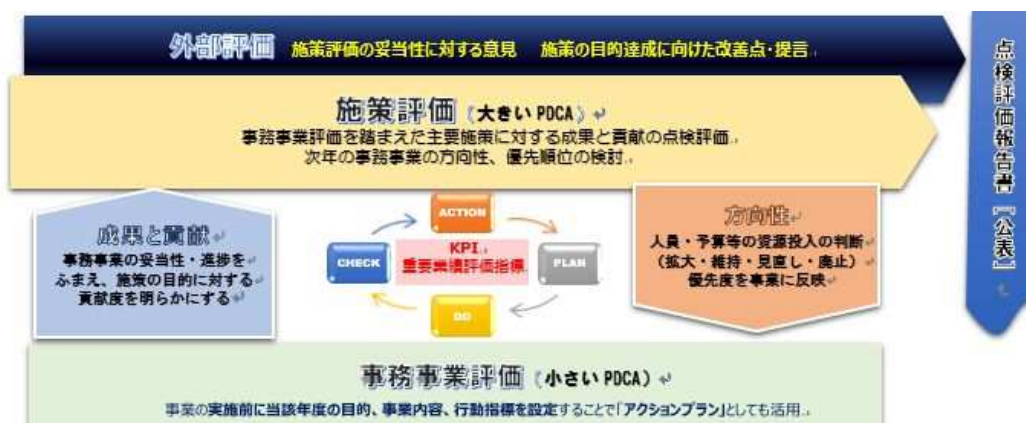 外部評価 施策評価の妥当性に対する意見 施策の目的達成に向けた改善点・提言
施策評価(大きいPDCA)
事務事業評価を踏まえた主要施策に対する成果と貢献の点検評価
次年の事務事業の方向性、優先順位の検討
成果と貢献
事務事業の妥当性・進捗を
ふまえ、施策の目的に対する
貢献度を明らかにする
ACTION
CHECK
KPI
重要業績評価指標
PLAN
DO
方向性
人員・予算等の資源投入の判断
(拡大・維持・見直し・廃止)
優先度を事業に反映
事務事業評価(小さいPDCA)
事業の実施前に当該年度の目的、事業内容、行動指標を設定することで「アクションプラン」としても活用
点検評価報告書【公表】